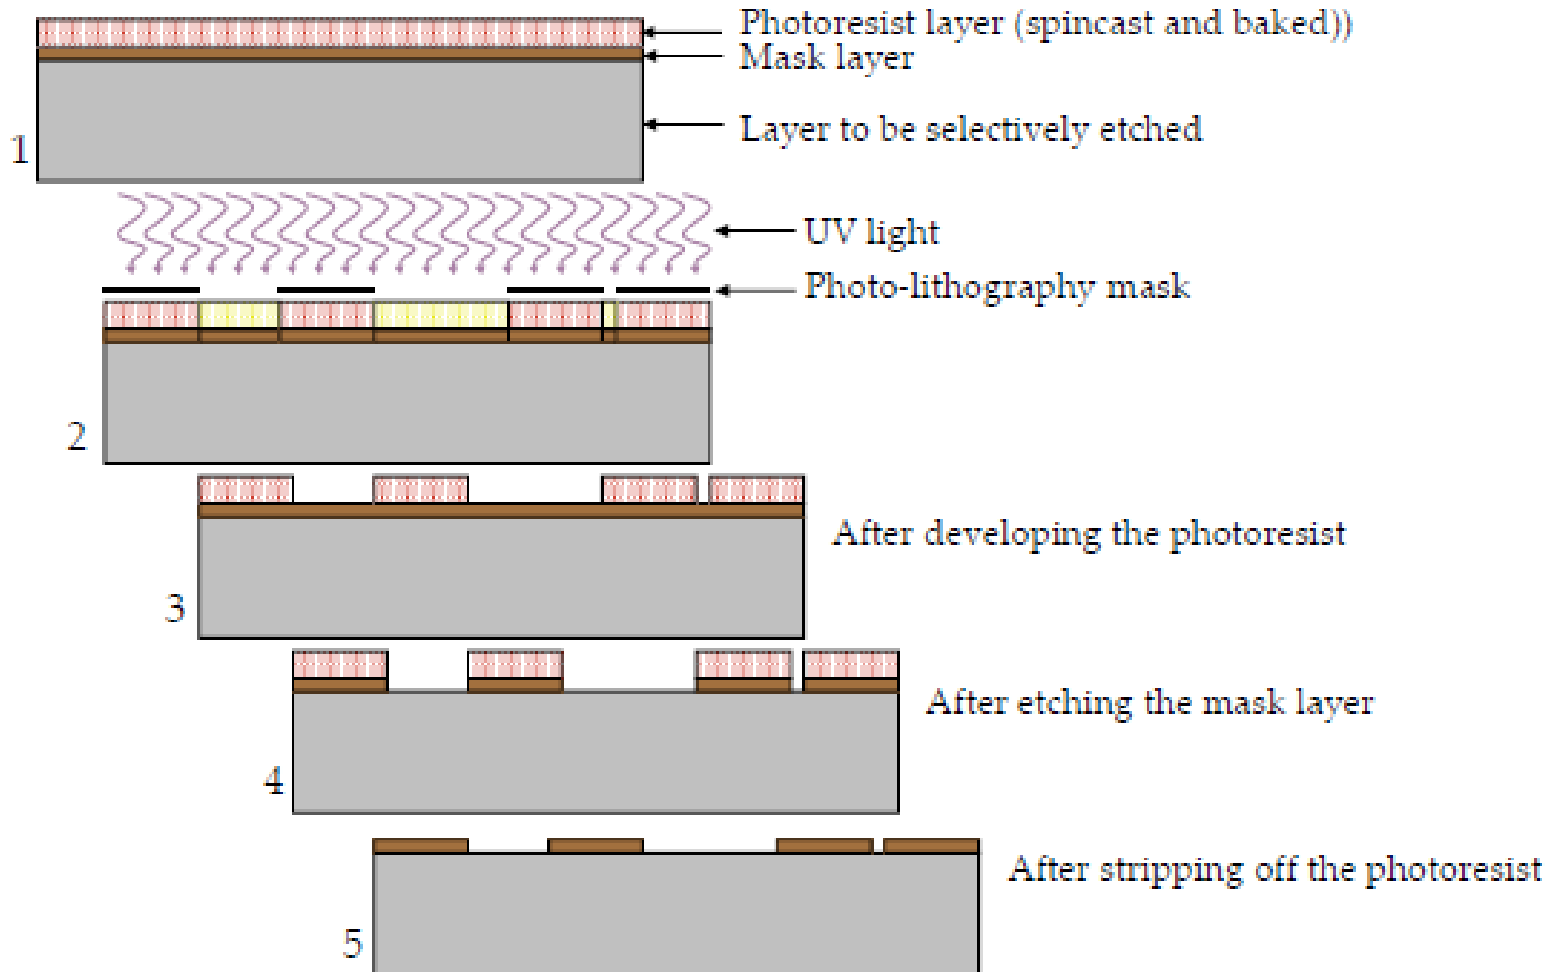 Photoresist layer (spincast and baked))
Mask layer
Layer to be selectively etched
1
UV light
Photo-lithography mask
2
After developing the photoresist
3
After etching the mask layer
4
After stripping off the photoresist
5